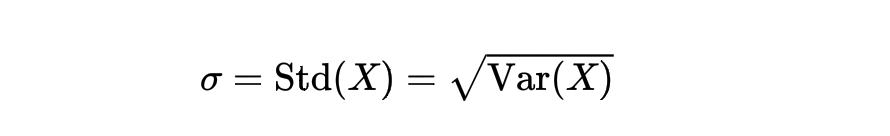 σ = Std(X) = √Var(X)